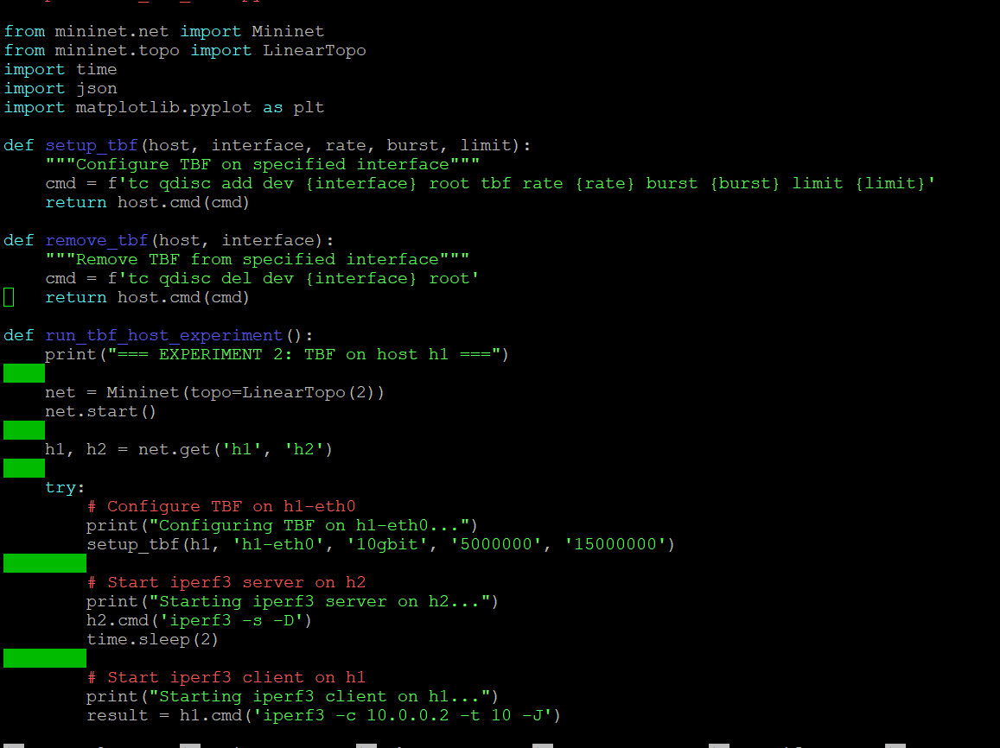 from mininet.net import Mininet
from mininet.topo import LinearTopo
import time
import json
import matplotlib.pyplot as plt

def setup_tbf(host, interface, rate, burst, limit):
    """Configure TBF on specified interface"""
    cmd = f'tc qdisc add dev {interface} root tbf rate {rate} burst {burst} limit {limit}'
    return host.cmd(cmd)

def remove_tbf(host, interface):
    """Remove TBF from specified interface"""
    cmd = f'tc qdisc del dev {interface} root'
    return host.cmd(cmd)

def run_tbf_host_experiment():
    print("=== EXPERIMENT 2: TBF on host h1 ===")

    net = Mininet(topo=LinearTopo(2))
    net.start()

    h1, h2 = net.get('h1', 'h2')

    try:
        # Configure TBF on h1-eth0
        print("Configuring TBF on h1-eth0...")
        setup_tbf(h1, 'h1-eth0', '10gbit', '5000000', '15000000')

        # Start iperf3 server on h2
        print("Starting iperf3 server on h2...")
        h2.cmd('iperf3 -s -D')
        time.sleep(2)

        # Start iperf3 client on h1
        print("Starting iperf3 client on h1...")
        result = h1.cmd('iperf3 -c 10.0.0.2 -t 10 -J')